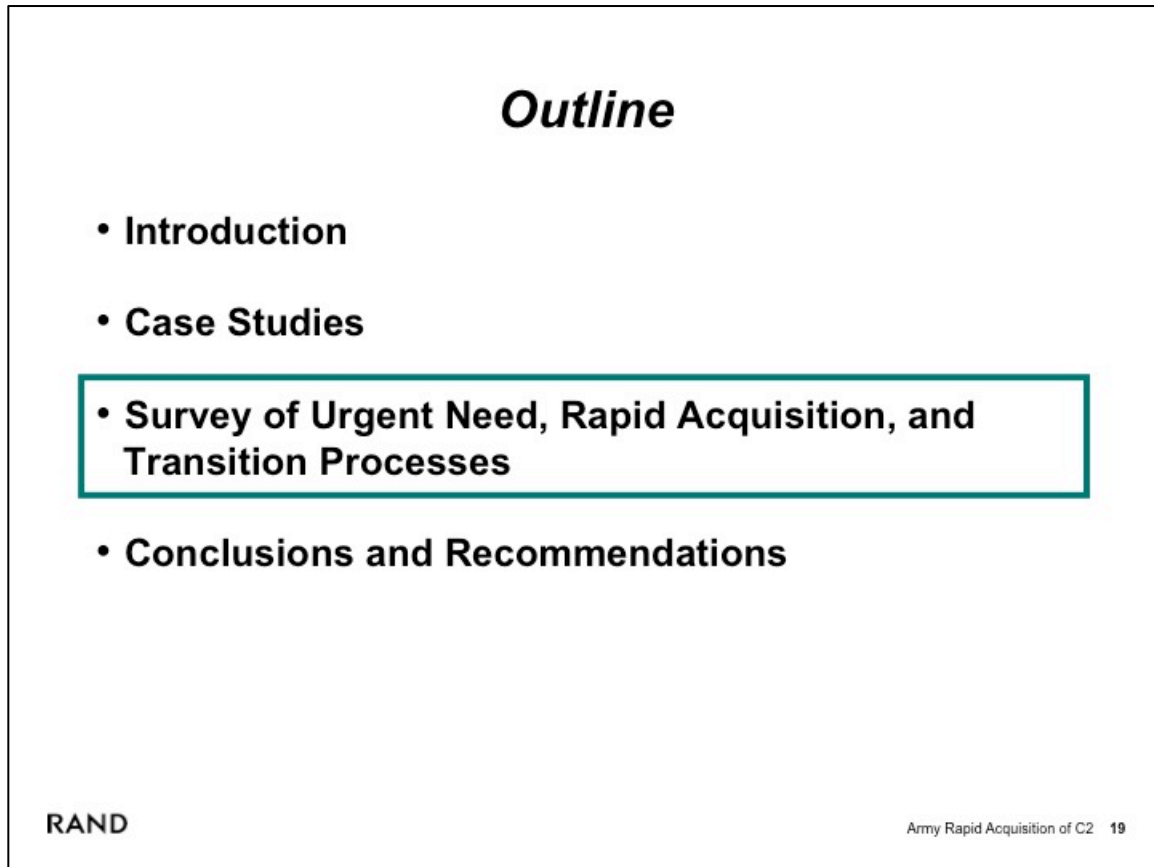 Outline
• Introduction
• Case Studies
• Survey of Urgent Need, Rapid Acquisition, and
Transition Processes
• Conclusions and Recommendations
RAND
Army Rapid Acquisition of C2 19